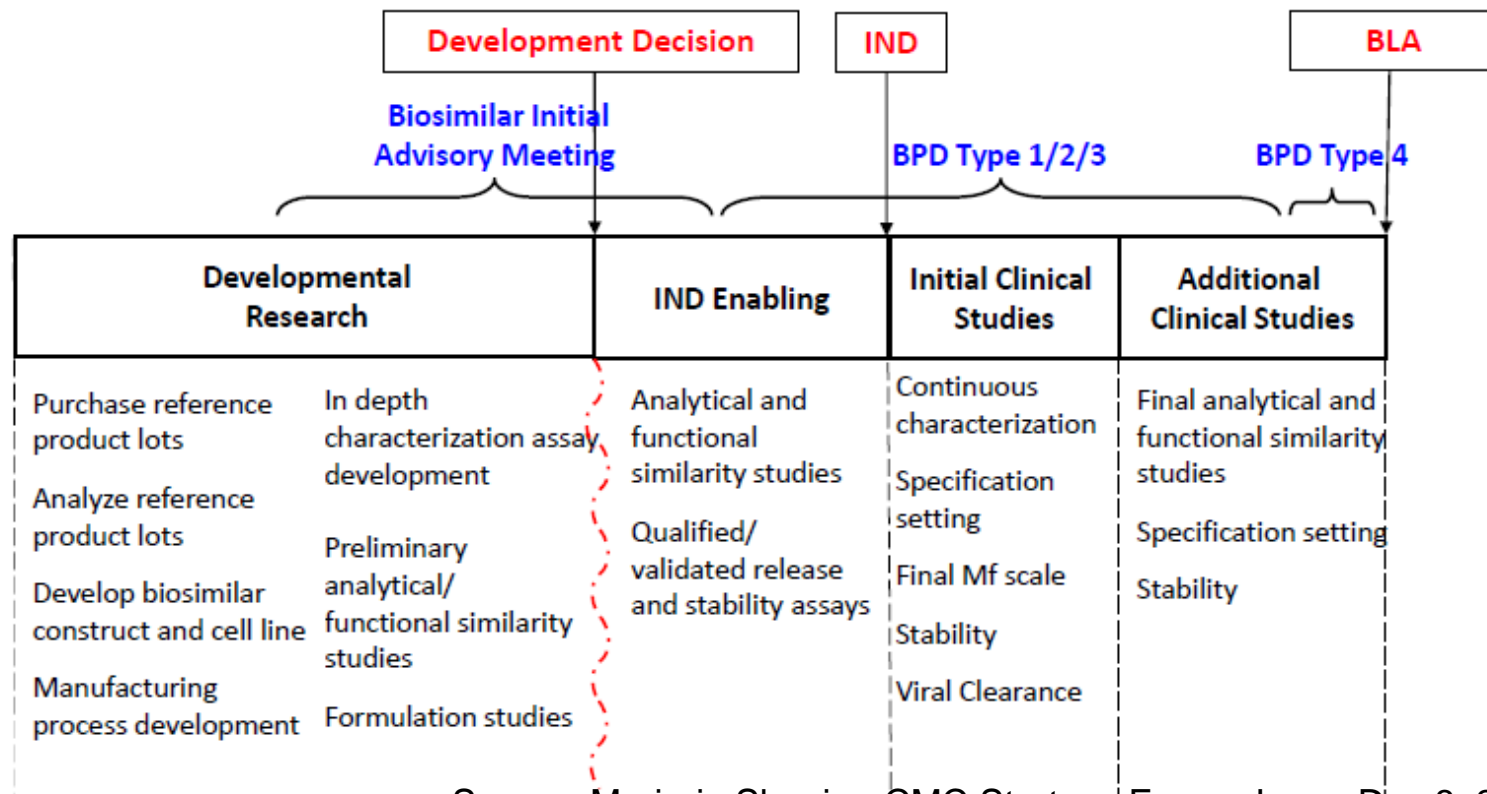 Development Decision
IND
BLA
Biosimilar Initial
Advisory Meeting
BPD Type 1/2/3
BPD Type 4
Developmental
Research
IND Enabling
Initial Clinical
Studies
Additional
Clinical Studies
Purchase reference
product lots
Analyze reference
product lots
Develop biosimilar
construct and cell line
Manufacturing
process development
In depth
characterization assay
development
Preliminary
analytical/
functional similarity
studies
Formulation studies
Analytical and
functional
similarity studies
Qualified/
validated release
and stability assays
Continuous
characterization
Specification
setting
Final Mf scale
Stability
Viral Clearance
Final analytical and
functional similarity
studies
Specification setting
Stability